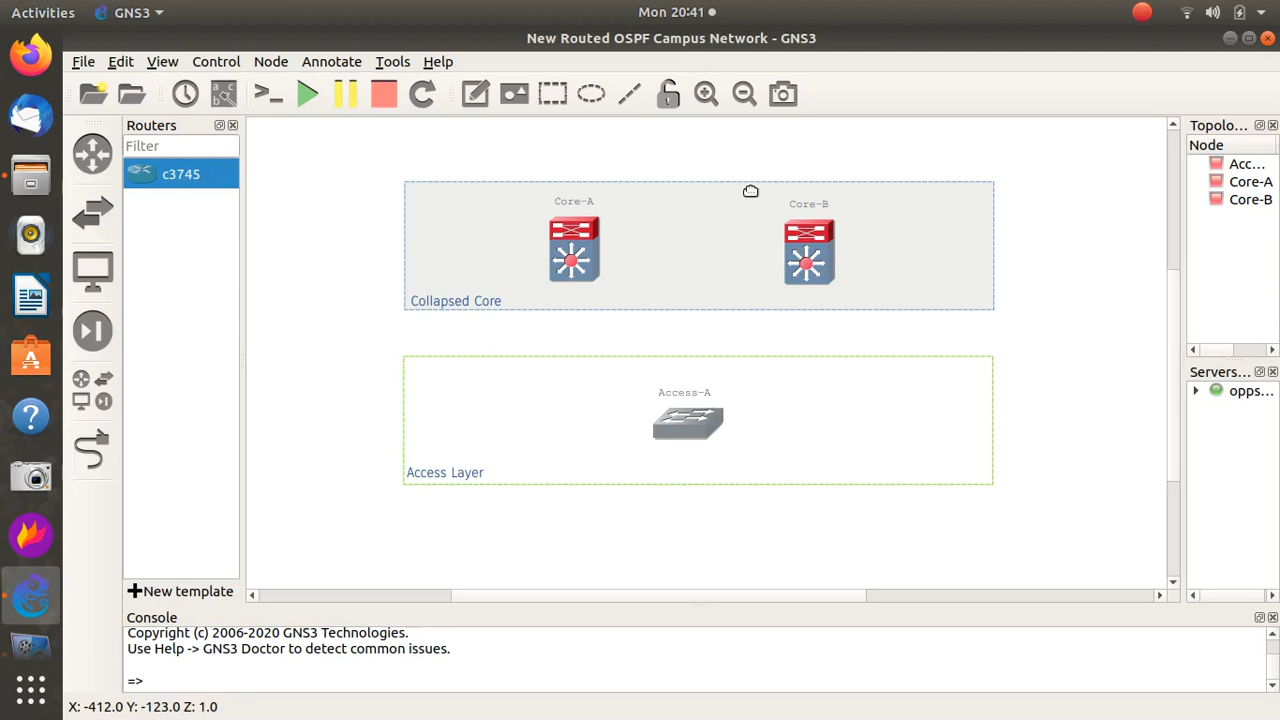 Activities GNS3 Mon 20:41
New Routed OSPF Campus Network - GNS3
File Edit View Control Node Annotate Tools Help
Routers
Filter
c3745
New template
Core-A
Core-B
Collapsed Core
Access-A
Access Layer
Topolo...
Node
Acc...
Core-A
Core-B
Servers...
opps...
Console
Copyright (c) 2006-2020 GNS3 Technologies.
Use Help -> GNS3 Doctor to detect common issues.
=>
X: -412.0 Y: -123.0 Z: 1.0